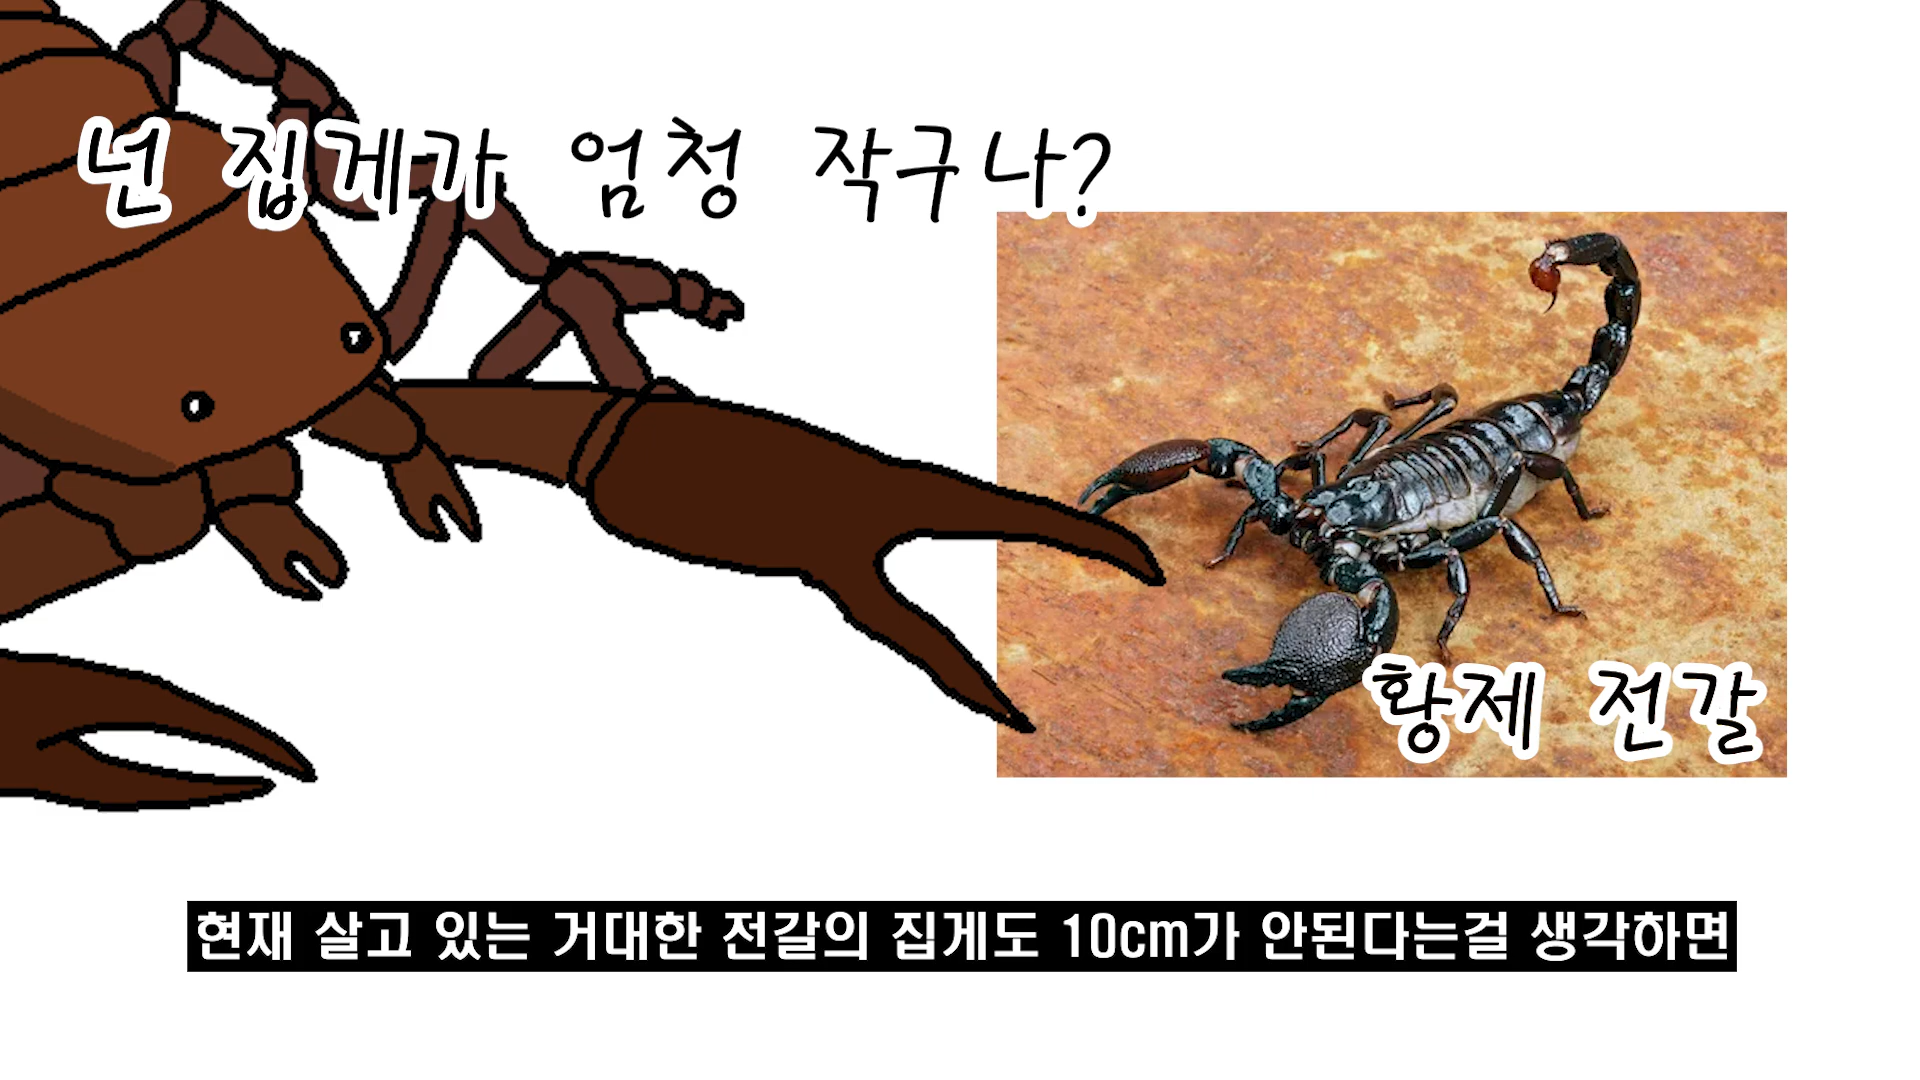 넌 집게가 엄청 작구나?
황제 전갈
현재 살고 있는 거대한 전갈의 집게도 10cm가 안된다는걸 생각하면